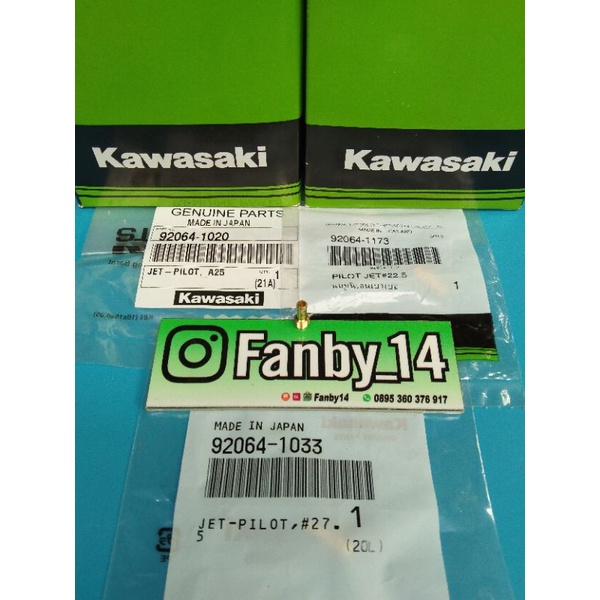 Kawasaki
Kawasaki
GENUINE PARTS
MADE IN JAPAN
92064-1020
JET-PILOT, A25
1
(21A)
Kawasaki
92064-1173
PILOT JET#22.5
1
Fanby_14
Fanby14
0895 360 376 917
MADE IN JAPAN
92064-1033
JET-PILOT,#27.
5
1
(20L)
Kawasaki